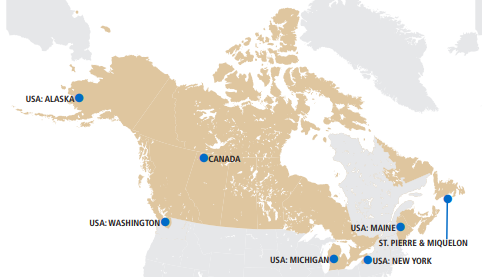 USA: ALASKA
CANADA
USA: WASHINGTON
USA: MAINE
ST. PIERRE & MIQUELON
USA: MICHIGAN
USA: NEW YORK